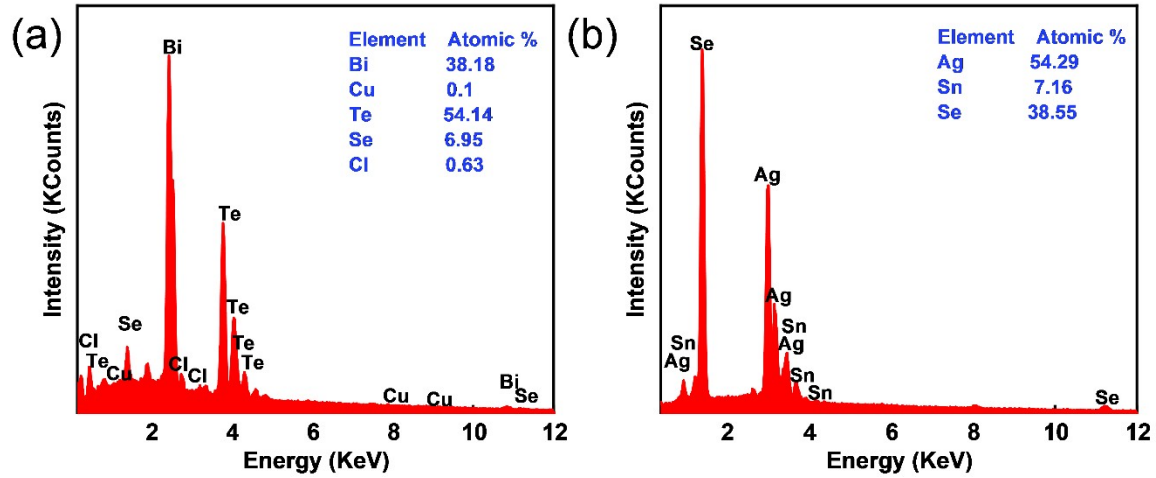 (a)
Element Atomic %
Bi 38.18
Cu 0.1
Te 54.14
Se 6.95
Cl 0.63
Bi
Te
Te
Te
Te
Se
Cl
Te
Cu
Cl
Cl
Cu
Cu
Bi
Se
2 4 6 8 10 12
Energy (KeV)
Intensity (KCounts)
(b)
Element Atomic %
Ag 54.29
Sn 7.16
Se 38.55
Se
Ag
Ag
Sn
Ag
Sn
Ag
Sn
Sn
Se
2 4 6 8 10 12
Energy (KeV)
Intensity (KCounts)